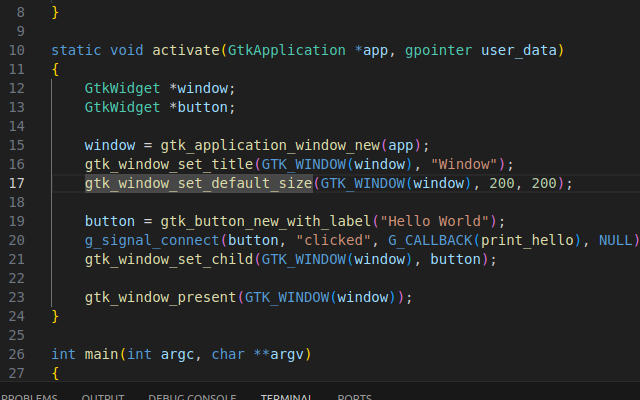 8 }
9
10 static void activate(GtkApplication *app, gpointer user_data)
11 {
12 GtkWidget *window;
13 GtkWidget *button;
14
15 window = gtk_application_window_new(app);
16 gtk_window_set_title(GTK_WINDOW(window), "Window");
17 gtk_window_set_default_size(GTK_WINDOW(window), 200, 200);
18
19 button = gtk_button_new_with_label("Hello World");
20 g_signal_connect(button, "clicked", G_CALLBACK(print_hello), NULL)
21 gtk_window_set_child(GTK_WINDOW(window), button);
22
23 gtk_window_present(GTK_WINDOW(window));
24 }
25
26 int main(int argc, char **argv)
27 {
PROBLEMS OUTPUT DEBUG CONSOLE TERMINAL PORTS